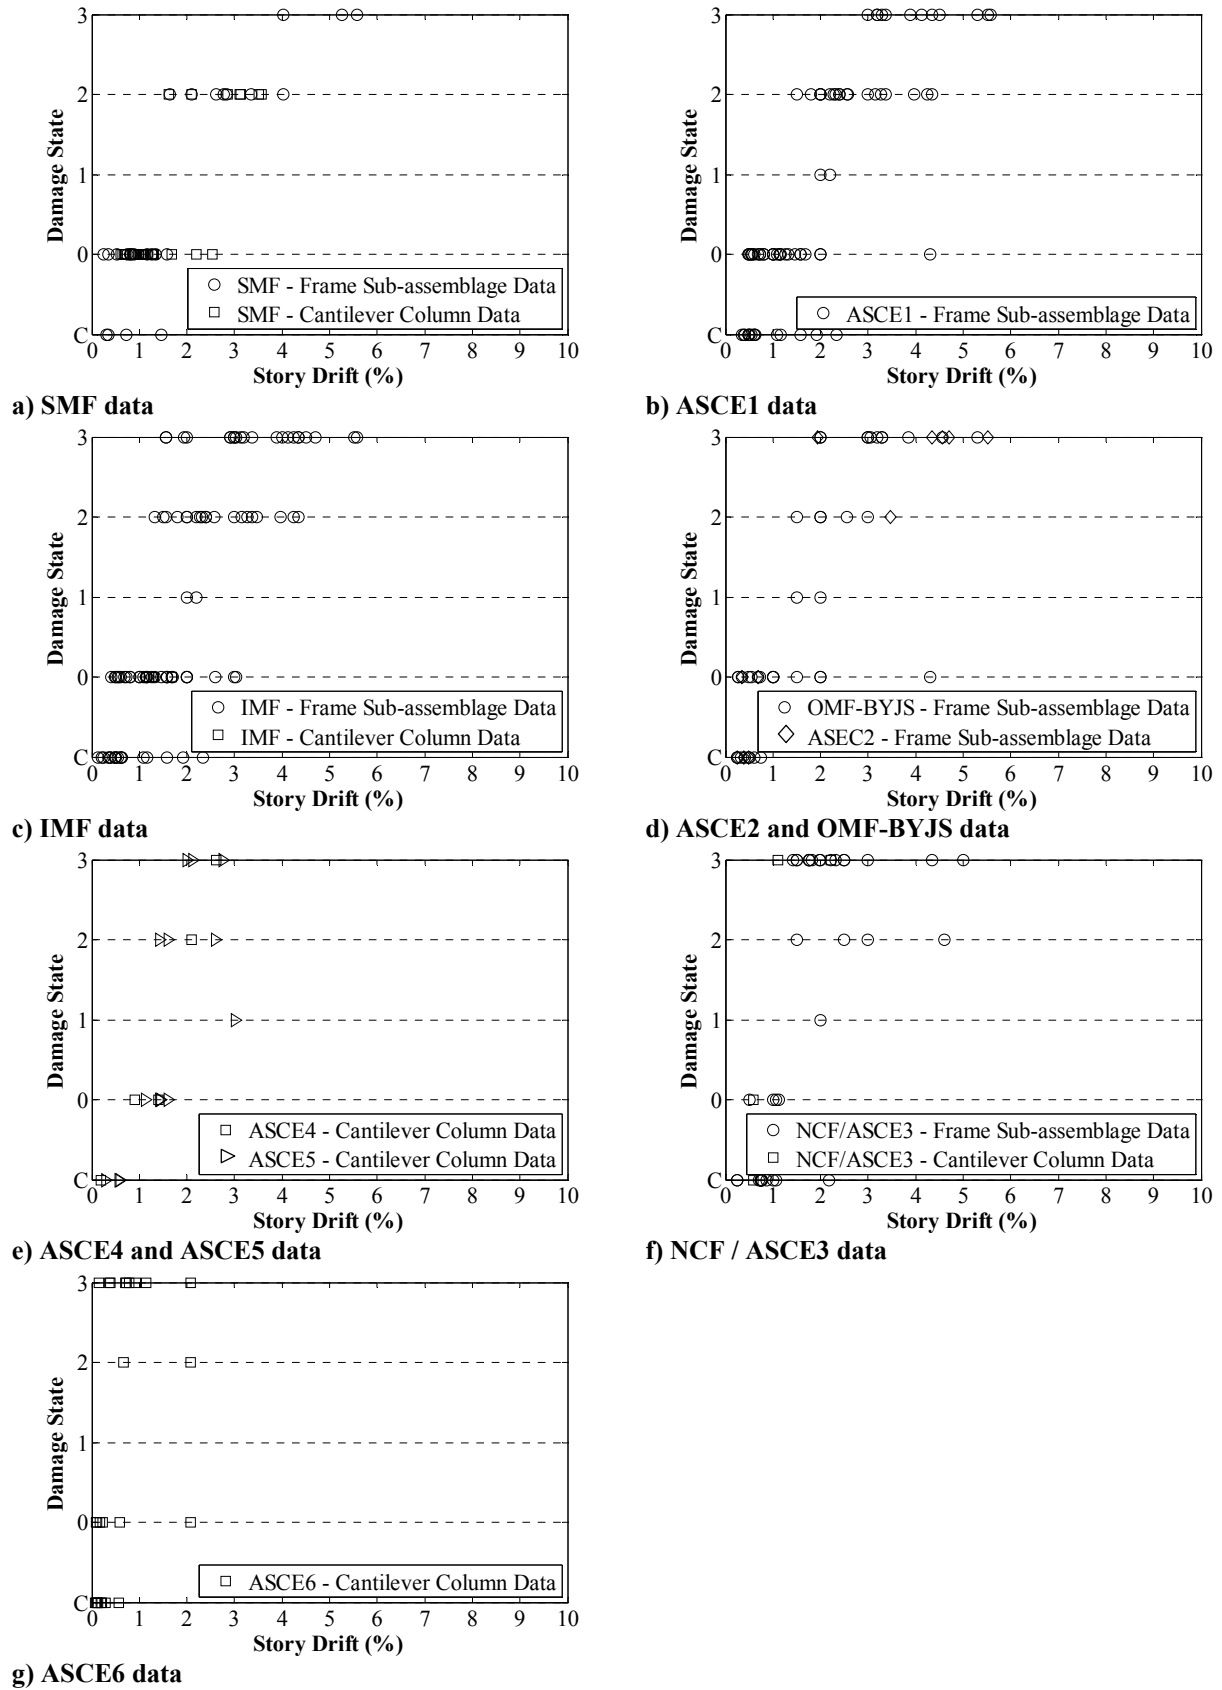 3
2
1
0
C
Damage State
SMF - Frame Sub-assemblage Data
SMF - Cantilever Column Data
0 1 2 3 4 5 6 7 8 9 10
Story Drift (%)
a) SMF data
3
2
1
0
C
Damage State
ASCE1 - Frame Sub-assemblage Data
0 1 2 3 4 5 6 7 8 9 10
Story Drift (%)
b) ASCE1 data
3
2
1
0
C
Damage State
IMF - Frame Sub-assemblage Data
IMF - Cantilever Column Data
0 1 2 3 4 5 6 7 8 9 10
Story Drift (%)
c) IMF data
3
2
1
0
C
Damage State
OMF-BYJS - Frame Sub-assemblage Data
ASEC2 - Frame Sub-assemblage Data
0 1 2 3 4 5 6 7 8 9 10
Story Drift (%)
d) ASCE2 and OMF-BYJS data
3
2
1
0
C
Damage State
ASCE4 - Cantilever Column Data
ASCE5 - Cantilever Column Data
0 1 2 3 4 5 6 7 8 9 10
Story Drift (%)
e) ASCE4 and ASCE5 data
3
2
1
0
C
Damage State
NCF/ASCE3 - Frame Sub-assemblage Data
NCF/ASCE3 - Cantilever Column Data
0 1 2 3 4 5 6 7 8 9 10
Story Drift (%)
f) NCF / ASCE3 data
3
2
1
0
C
Damage State
ASCE6 - Cantilever Column Data
0 1 2 3 4 5 6 7 8 9 10
Story Drift (%)
g) ASCE6 data